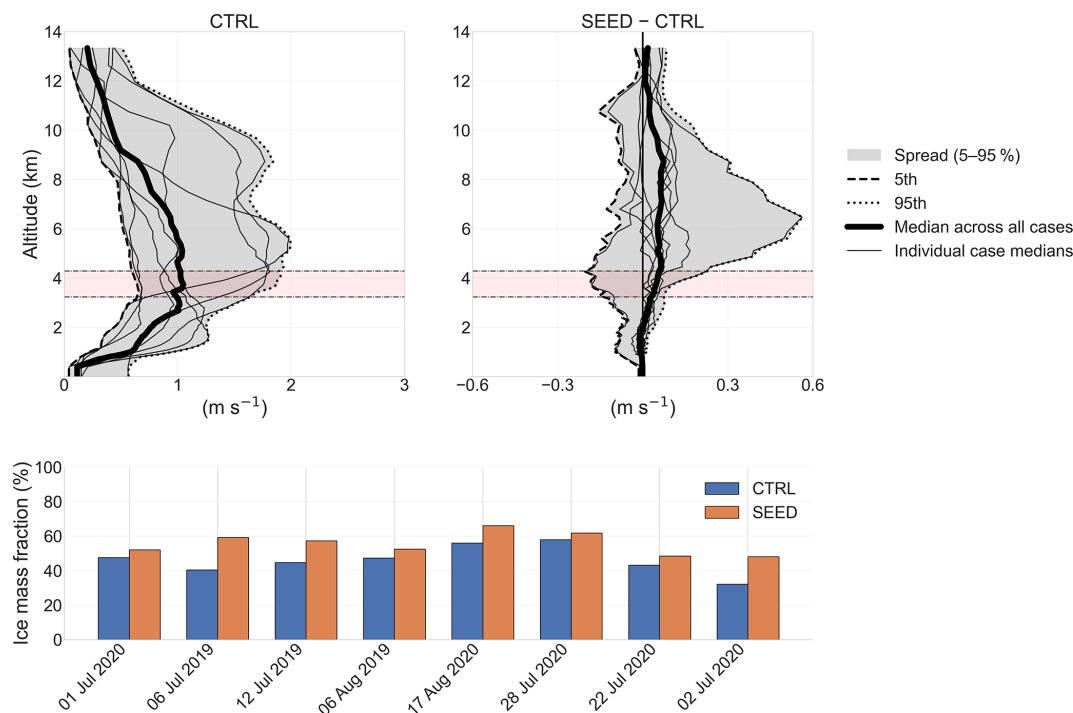 CTRL
SEED − CTRL
14
12
10
8
6
4
2
Altitude (km)
0 1 2 3
(m s⁻¹)
14
12
10
8
6
4
2
−0.6 −0.3 0.3 0.6
(m s⁻¹)
Spread (5–95 %)
5th
95th
Median across all cases
Individual case medians
Ice mass fraction (%)
100
80
60
40
20
0
CTRL
SEED
01 Jul 2020
06 Jul 2019
12 Jul 2019
06 Aug 2019
17 Aug 2020
28 Jul 2020
22 Jul 2020
02 Jul 2020